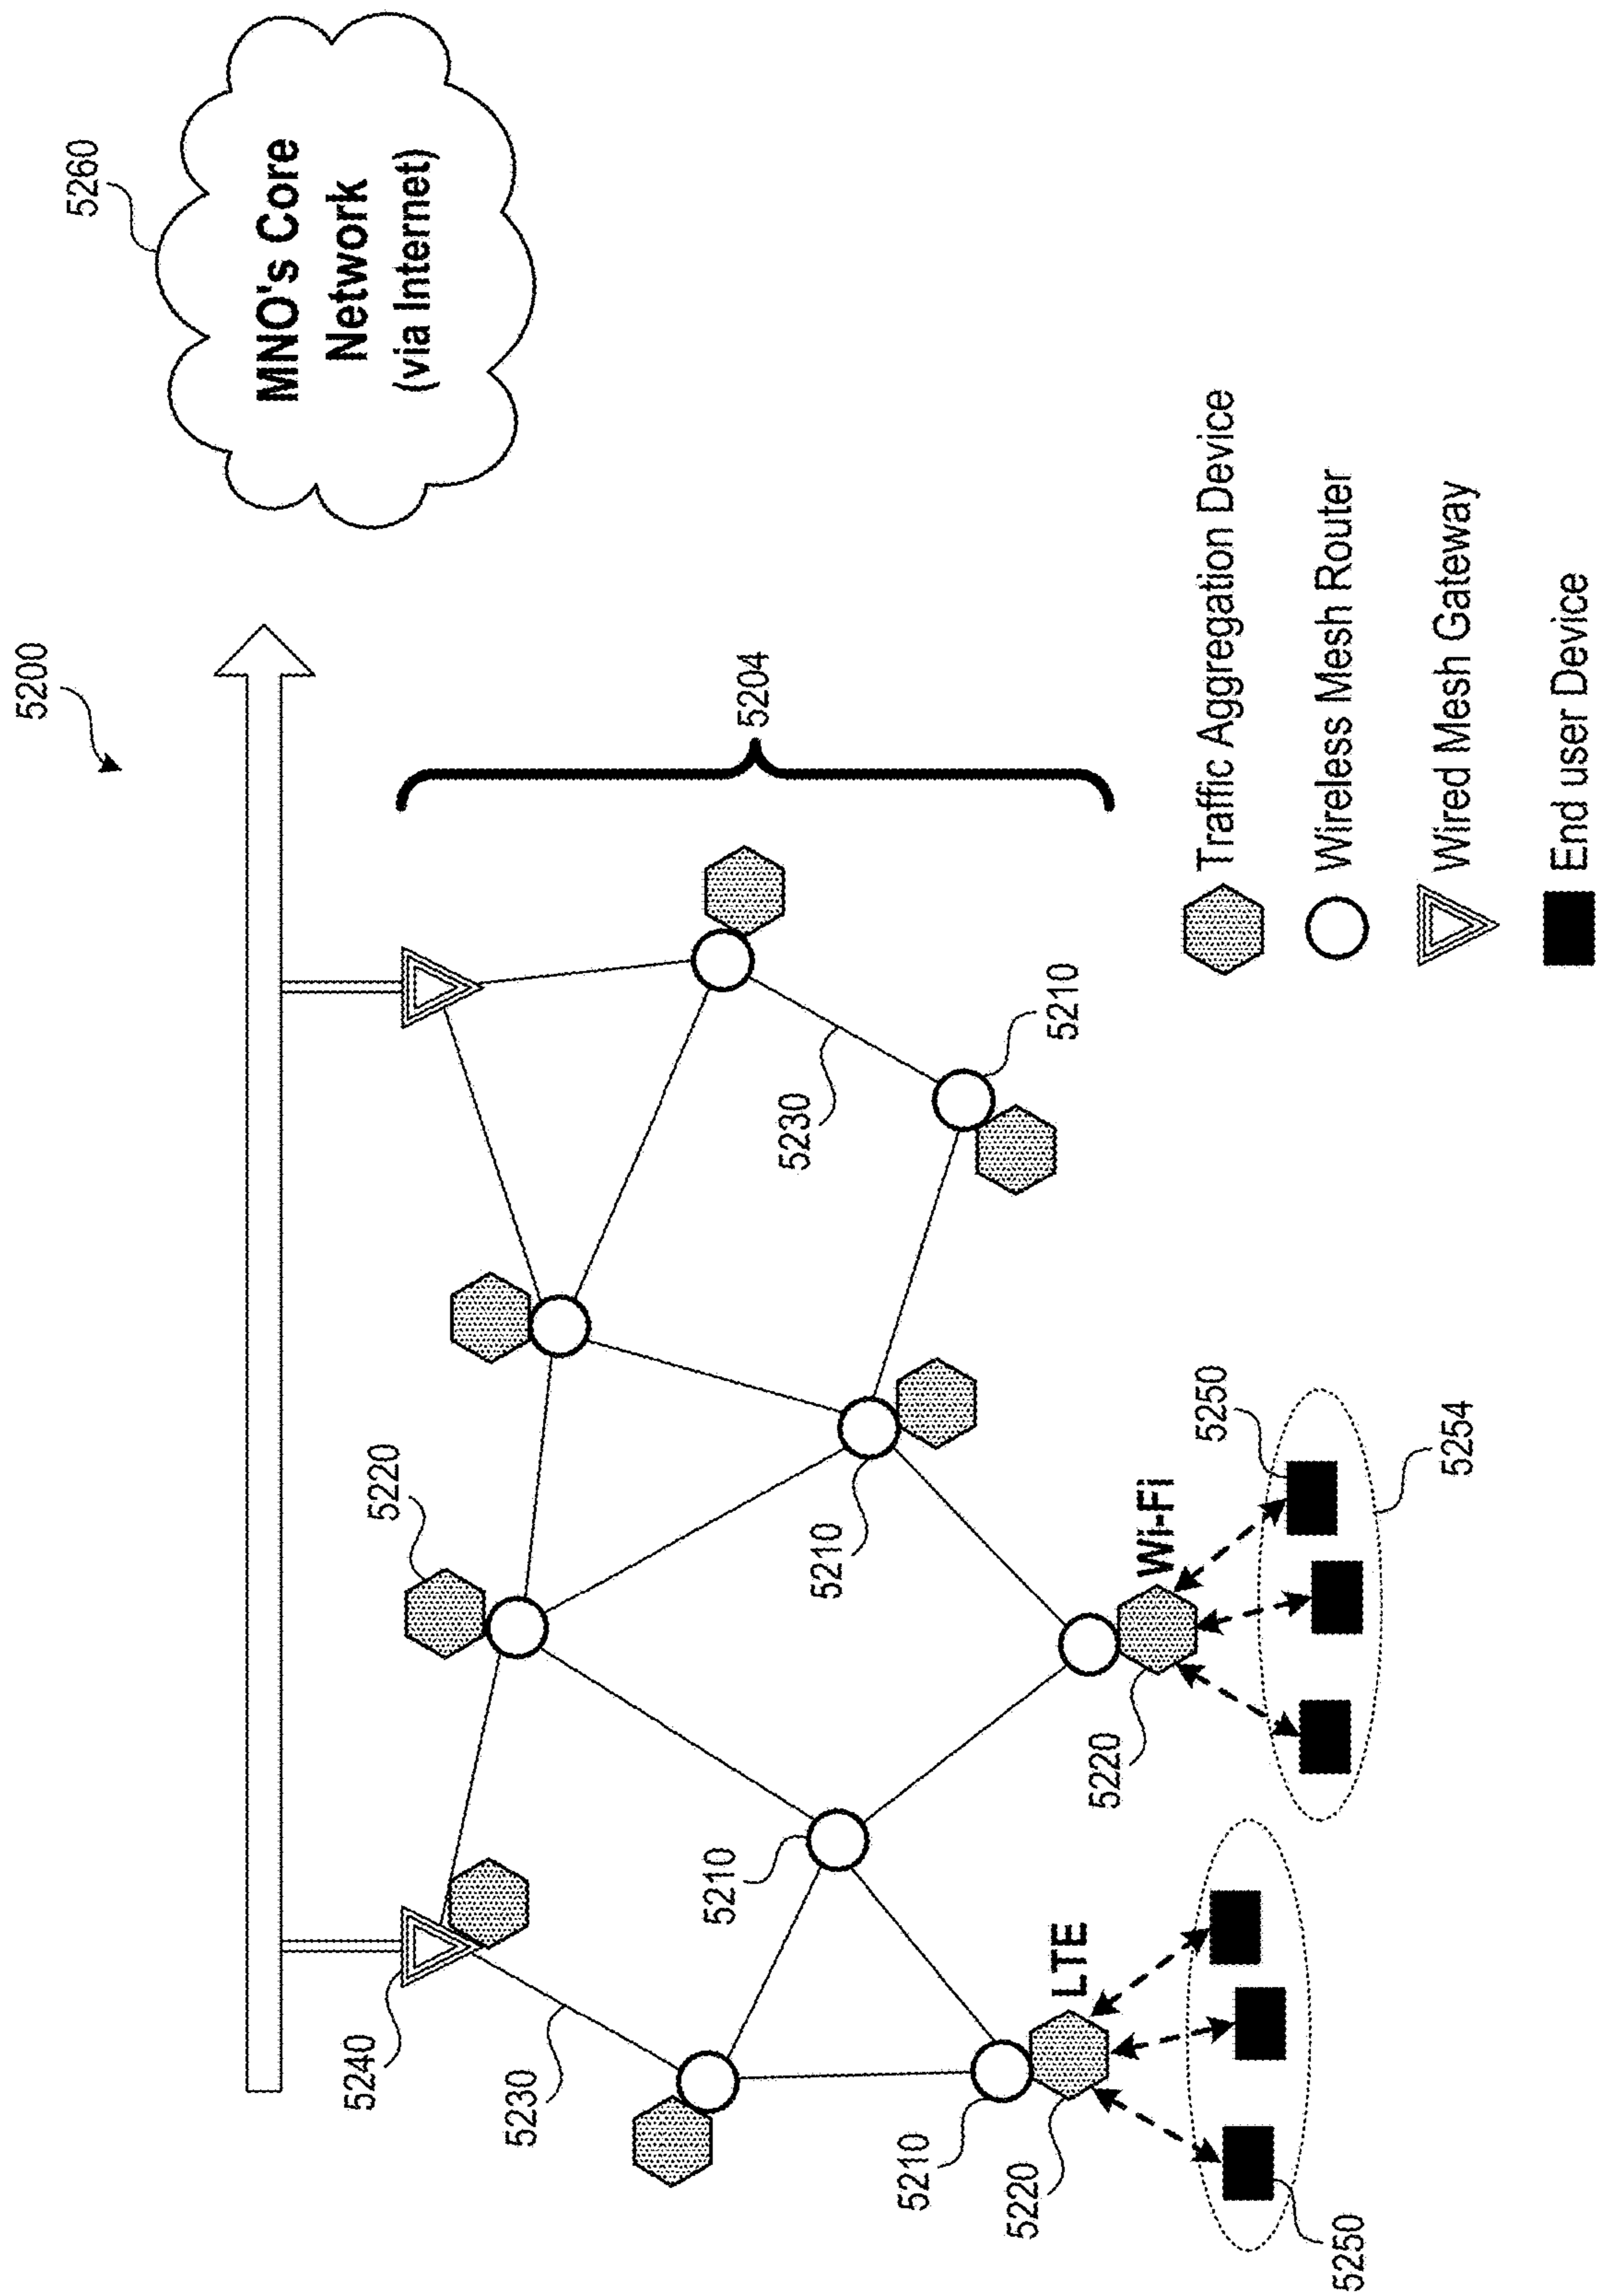 5200
5260
MNO's Core
Network
(via Internet)
5240
5220
5230
5204
5210
5230
5210
5210
5210
5220
LTE
5220
Wi-Fi
5250
5250
5254
5210
Traffic Aggregation Device
Wireless Mesh Router
Wired Mesh Gateway
End user Device